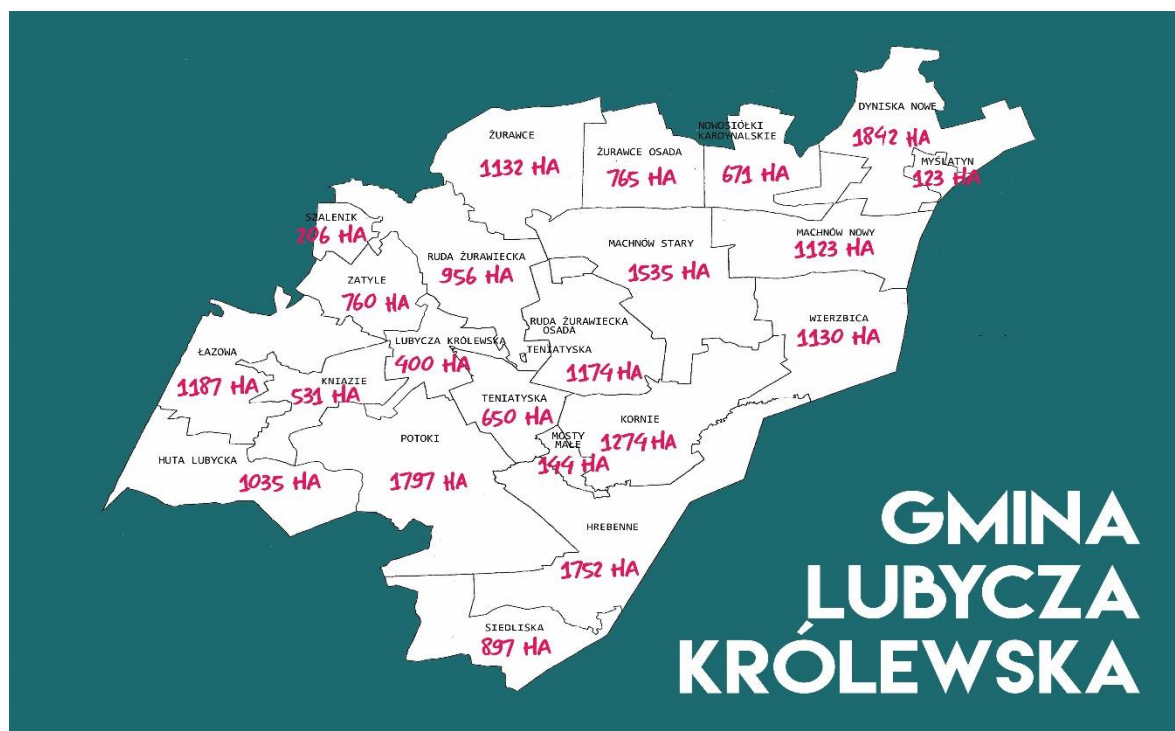 DYNISKA NOWE
1842 HA
NOWOSIÓŁKI
KARDYNALSKIE
671 HA
ŻURAWCE
1132 HA
ŻURAWCE OSADA
765 HA
MYŚLATYN
123 HA
SZALENIK
206 HA
MACHNÓW NOWY
1123 HA
MACHNÓW STARY
1535 HA
RUDA ŻURAWIECKA
956 HA
ZATYLE
760 HA
WIERZBICA
1130 HA
RUDA ŻURAWIECKA
OSADA
TENIATYSKA
1174 HA
LUBYCZA KRÓLEWSKA
400 HA
ŁAZOWA
1187 HA
KNIAZIE
531 HA
TENIATYSKA
650 HA
KORNIE
1274 HA
MOSTY
MAŁE
144 HA
POTOKI
1797 HA
HUTA LUBYCKA
1035 HA
HREBENNE
1752 HA
SIEDLISKA
897 HA
GMINA
LUBYCZA
KRÓLEWSKA